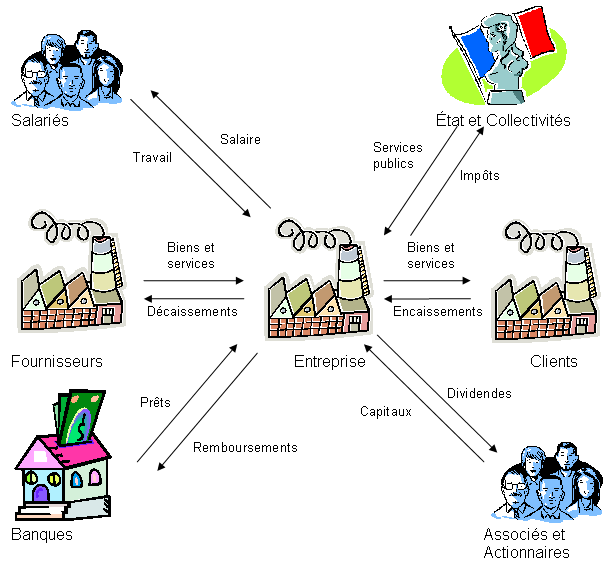 Salariés
État et Collectivités
Salaire
Travail
Services
publics
Impôts
Biens et
services
Décaissements
Biens et
services
Encaissements
Fournisseurs
Entreprise
Clients
Prêts
Remboursements
Dividendes
Capitaux
Banques
Associés et
Actionnaires